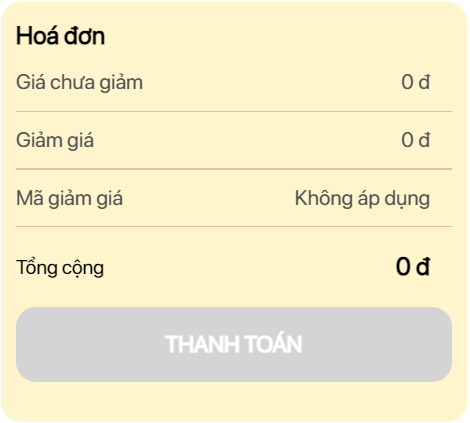 Hoá đơn
Giá chưa giảm 0 đ
Giảm giá 0 đ
Mã giảm giá Không áp dụng
Tổng cộng 0 đ
THANH TOÁN